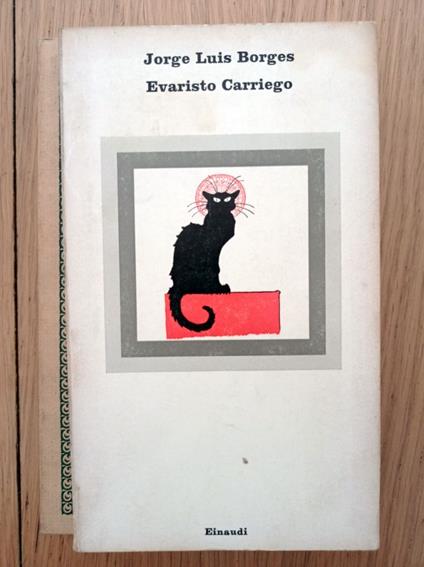 Jorge Luis Borges
Evaristo Carriego
Einaudi